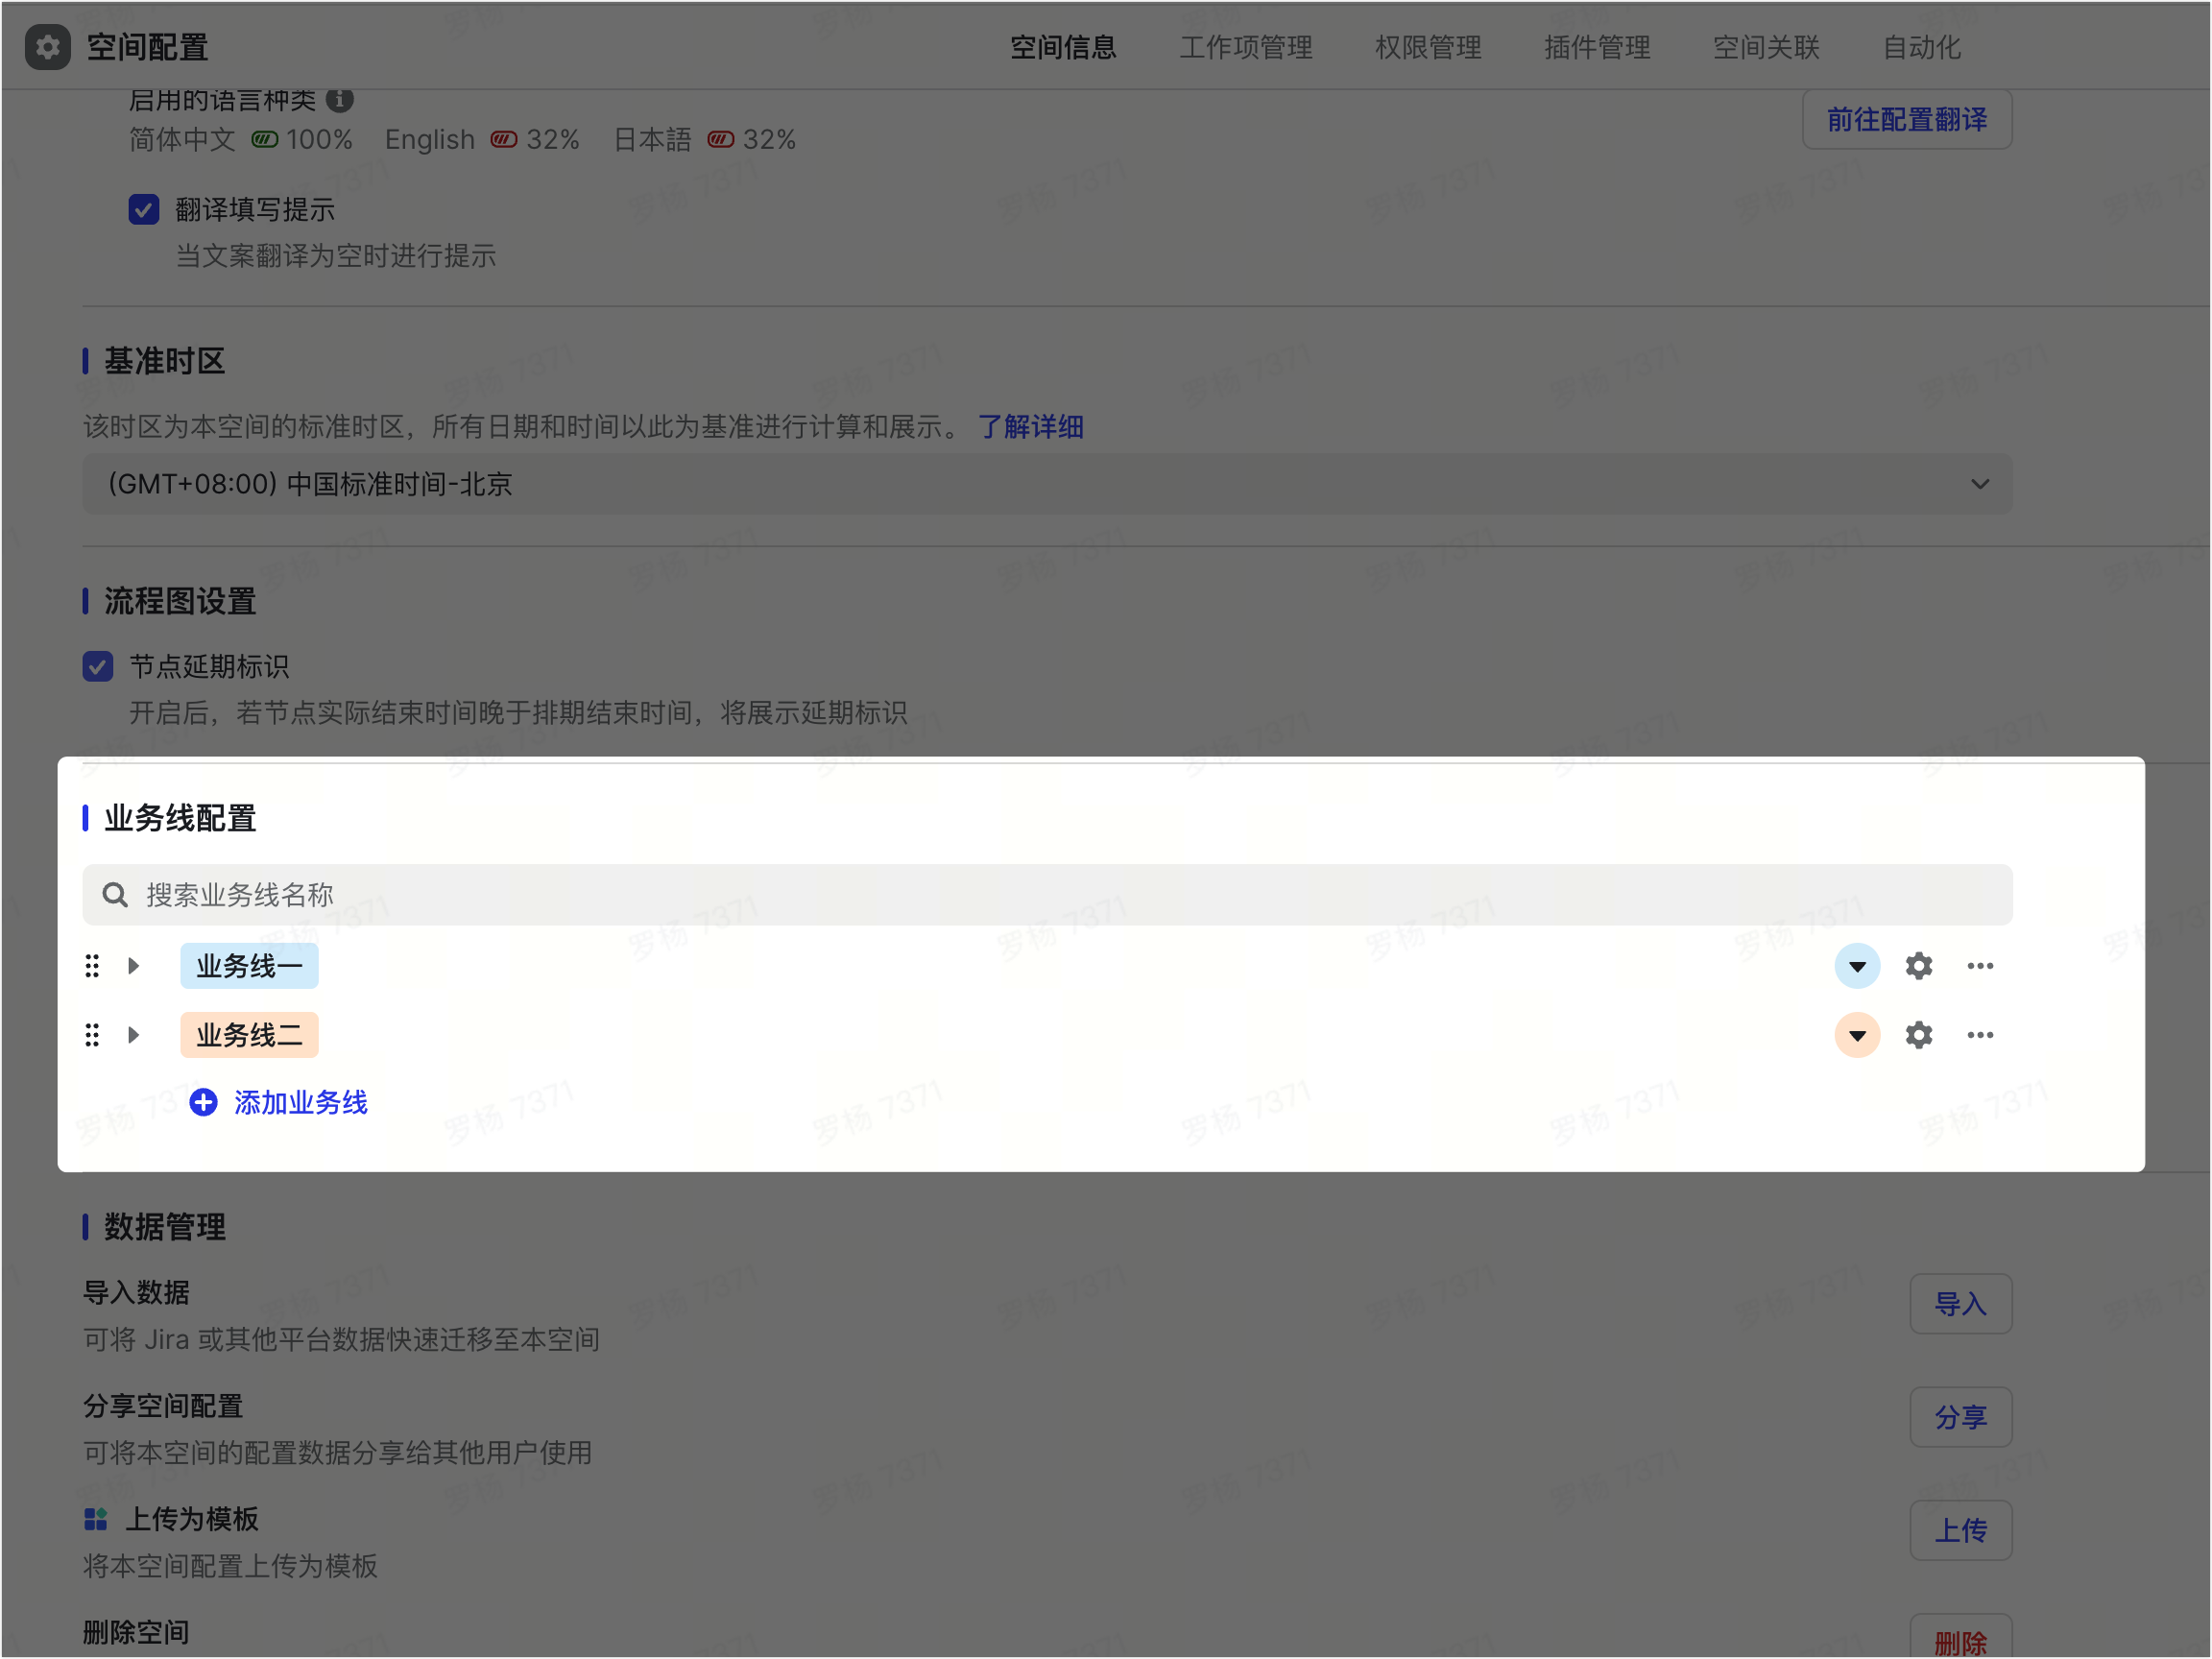 空间配置
空间信息 工作项管理 权限管理 插件管理 空间关联 自动化
启用的语言种类
简体中文 100% English 32% 日本語 32%
前往配置翻译
翻译填写提示
当文案翻译为空时进行提示
基准时区
该时区为本空间的标准时区，所有日期和时间以此为基准进行计算和展示。 了解详细
(GMT+08:00) 中国标准时间-北京
流程图设置
节点延期标识
开启后，若节点实际结束时间晚于排期结束时间，将展示延期标识
业务线配置
搜索业务线名称
业务线一
业务线二
添加业务线
数据管理
导入数据
导入
可将 Jira 或其他平台数据快速迁移至本空间
分享空间配置
分享
可将本空间的配置数据分享给其他用户使用
上传为模板
上传
将本空间配置上传为模板
删除空间
删除
罗杨 7371